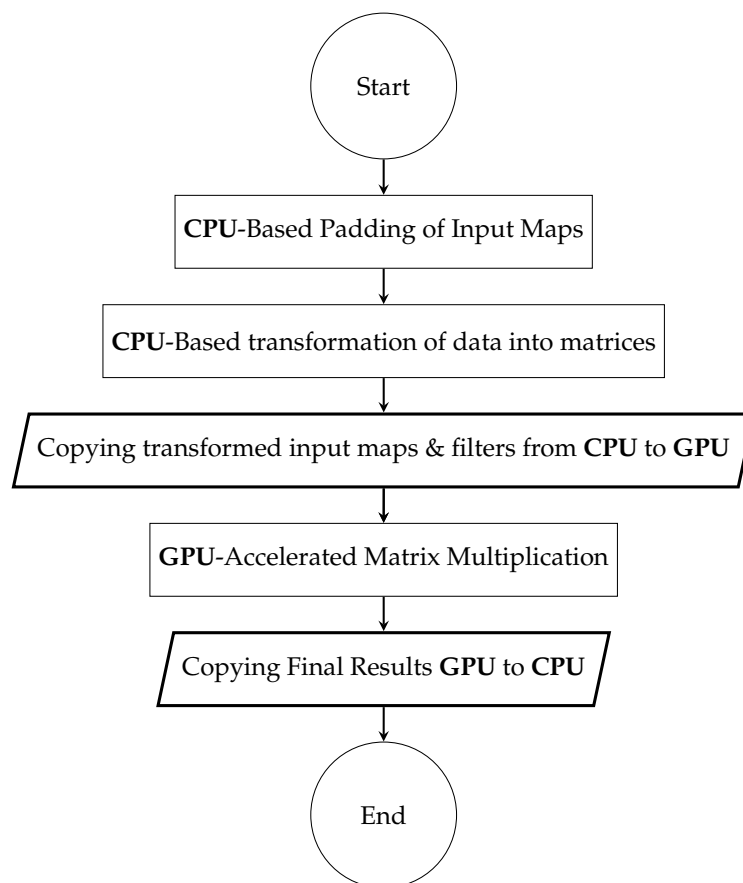 Start
CPU-Based Padding of Input Maps
CPU-Based transformation of data into matrices
Copying transformed input maps & filters from CPU to GPU
GPU-Accelerated Matrix Multiplication
Copying Final Results GPU to CPU
End